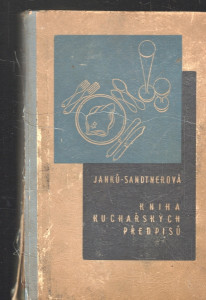 JANKŮ-SANDTNEROVÁ
KNIHA
KUCHAŘSKÝCH
PŘEDPISŮ